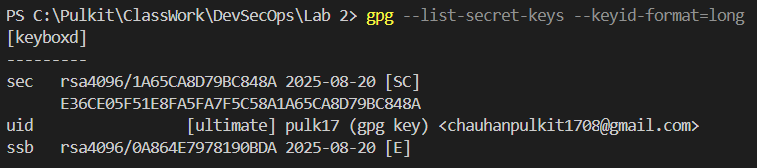 PS C:\Pulkit\ClassWork\DevSecOps\Lab 2> gpg --list-secret-keys --keyid-format=long
[keyboxd]
---------
sec   rsa4096/1A65CA8D79BC848A 2025-08-20 [SC]
      E36CE05F51E8FA5FA7F5C58A1A65CA8D79BC848A
uid                 [ultimate] pulk17 (gpg key) <chauhanpulkit1708@gmail.com>
ssb   rsa4096/0A864E7978190BDA 2025-08-20 [E]